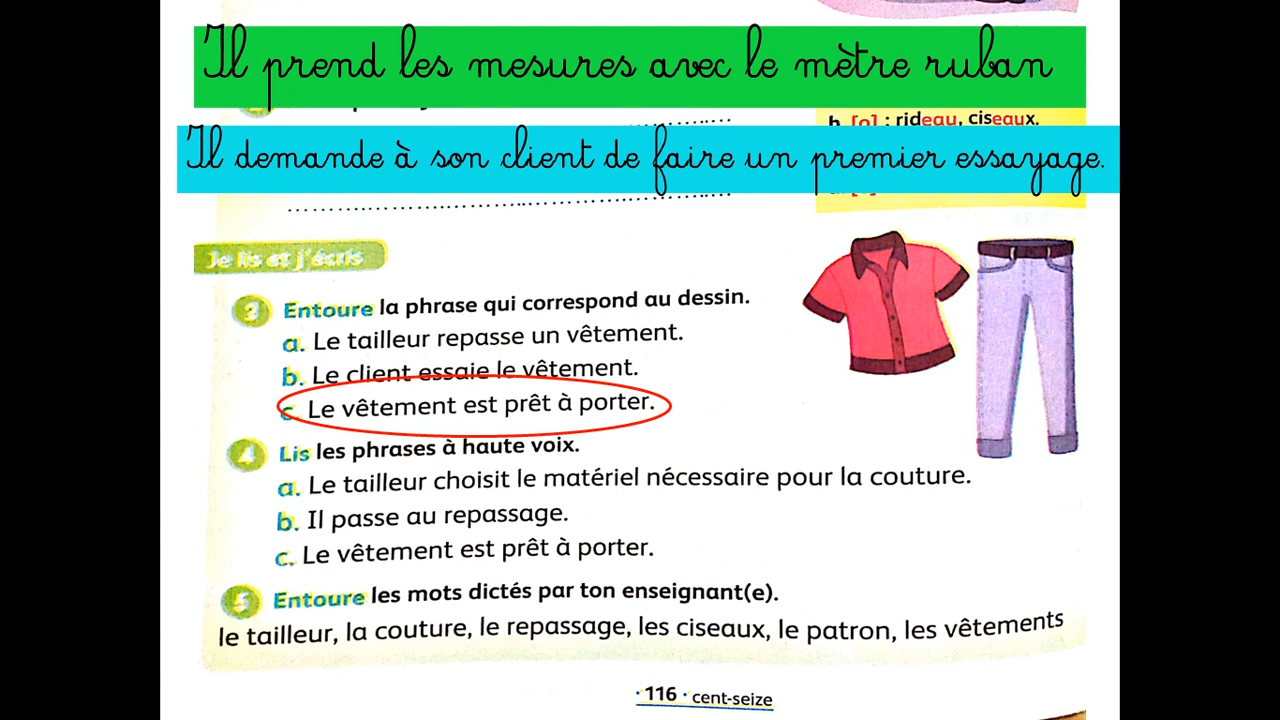 Il prend les mesures avec le mètre ruban
b. [o] : rideau, ciseaux.
Il demande à son client de faire un premier essayage.
Je lis et j'écris
3 Entoure la phrase qui correspond au dessin.
a. Le tailleur repasse un vêtement.
b. Le client essaie le vêtement.
c. Le vêtement est prêt à porter.
4 Lis les phrases à haute voix.
a. Le tailleur choisit le matériel nécessaire pour la couture.
b. Il passe au repassage.
c. Le vêtement est prêt à porter.
5 Entoure les mots dictés par ton enseignant(e).
le tailleur, la couture, le repassage, les ciseaux, le patron, les vêtements
· 116 · cent-seize